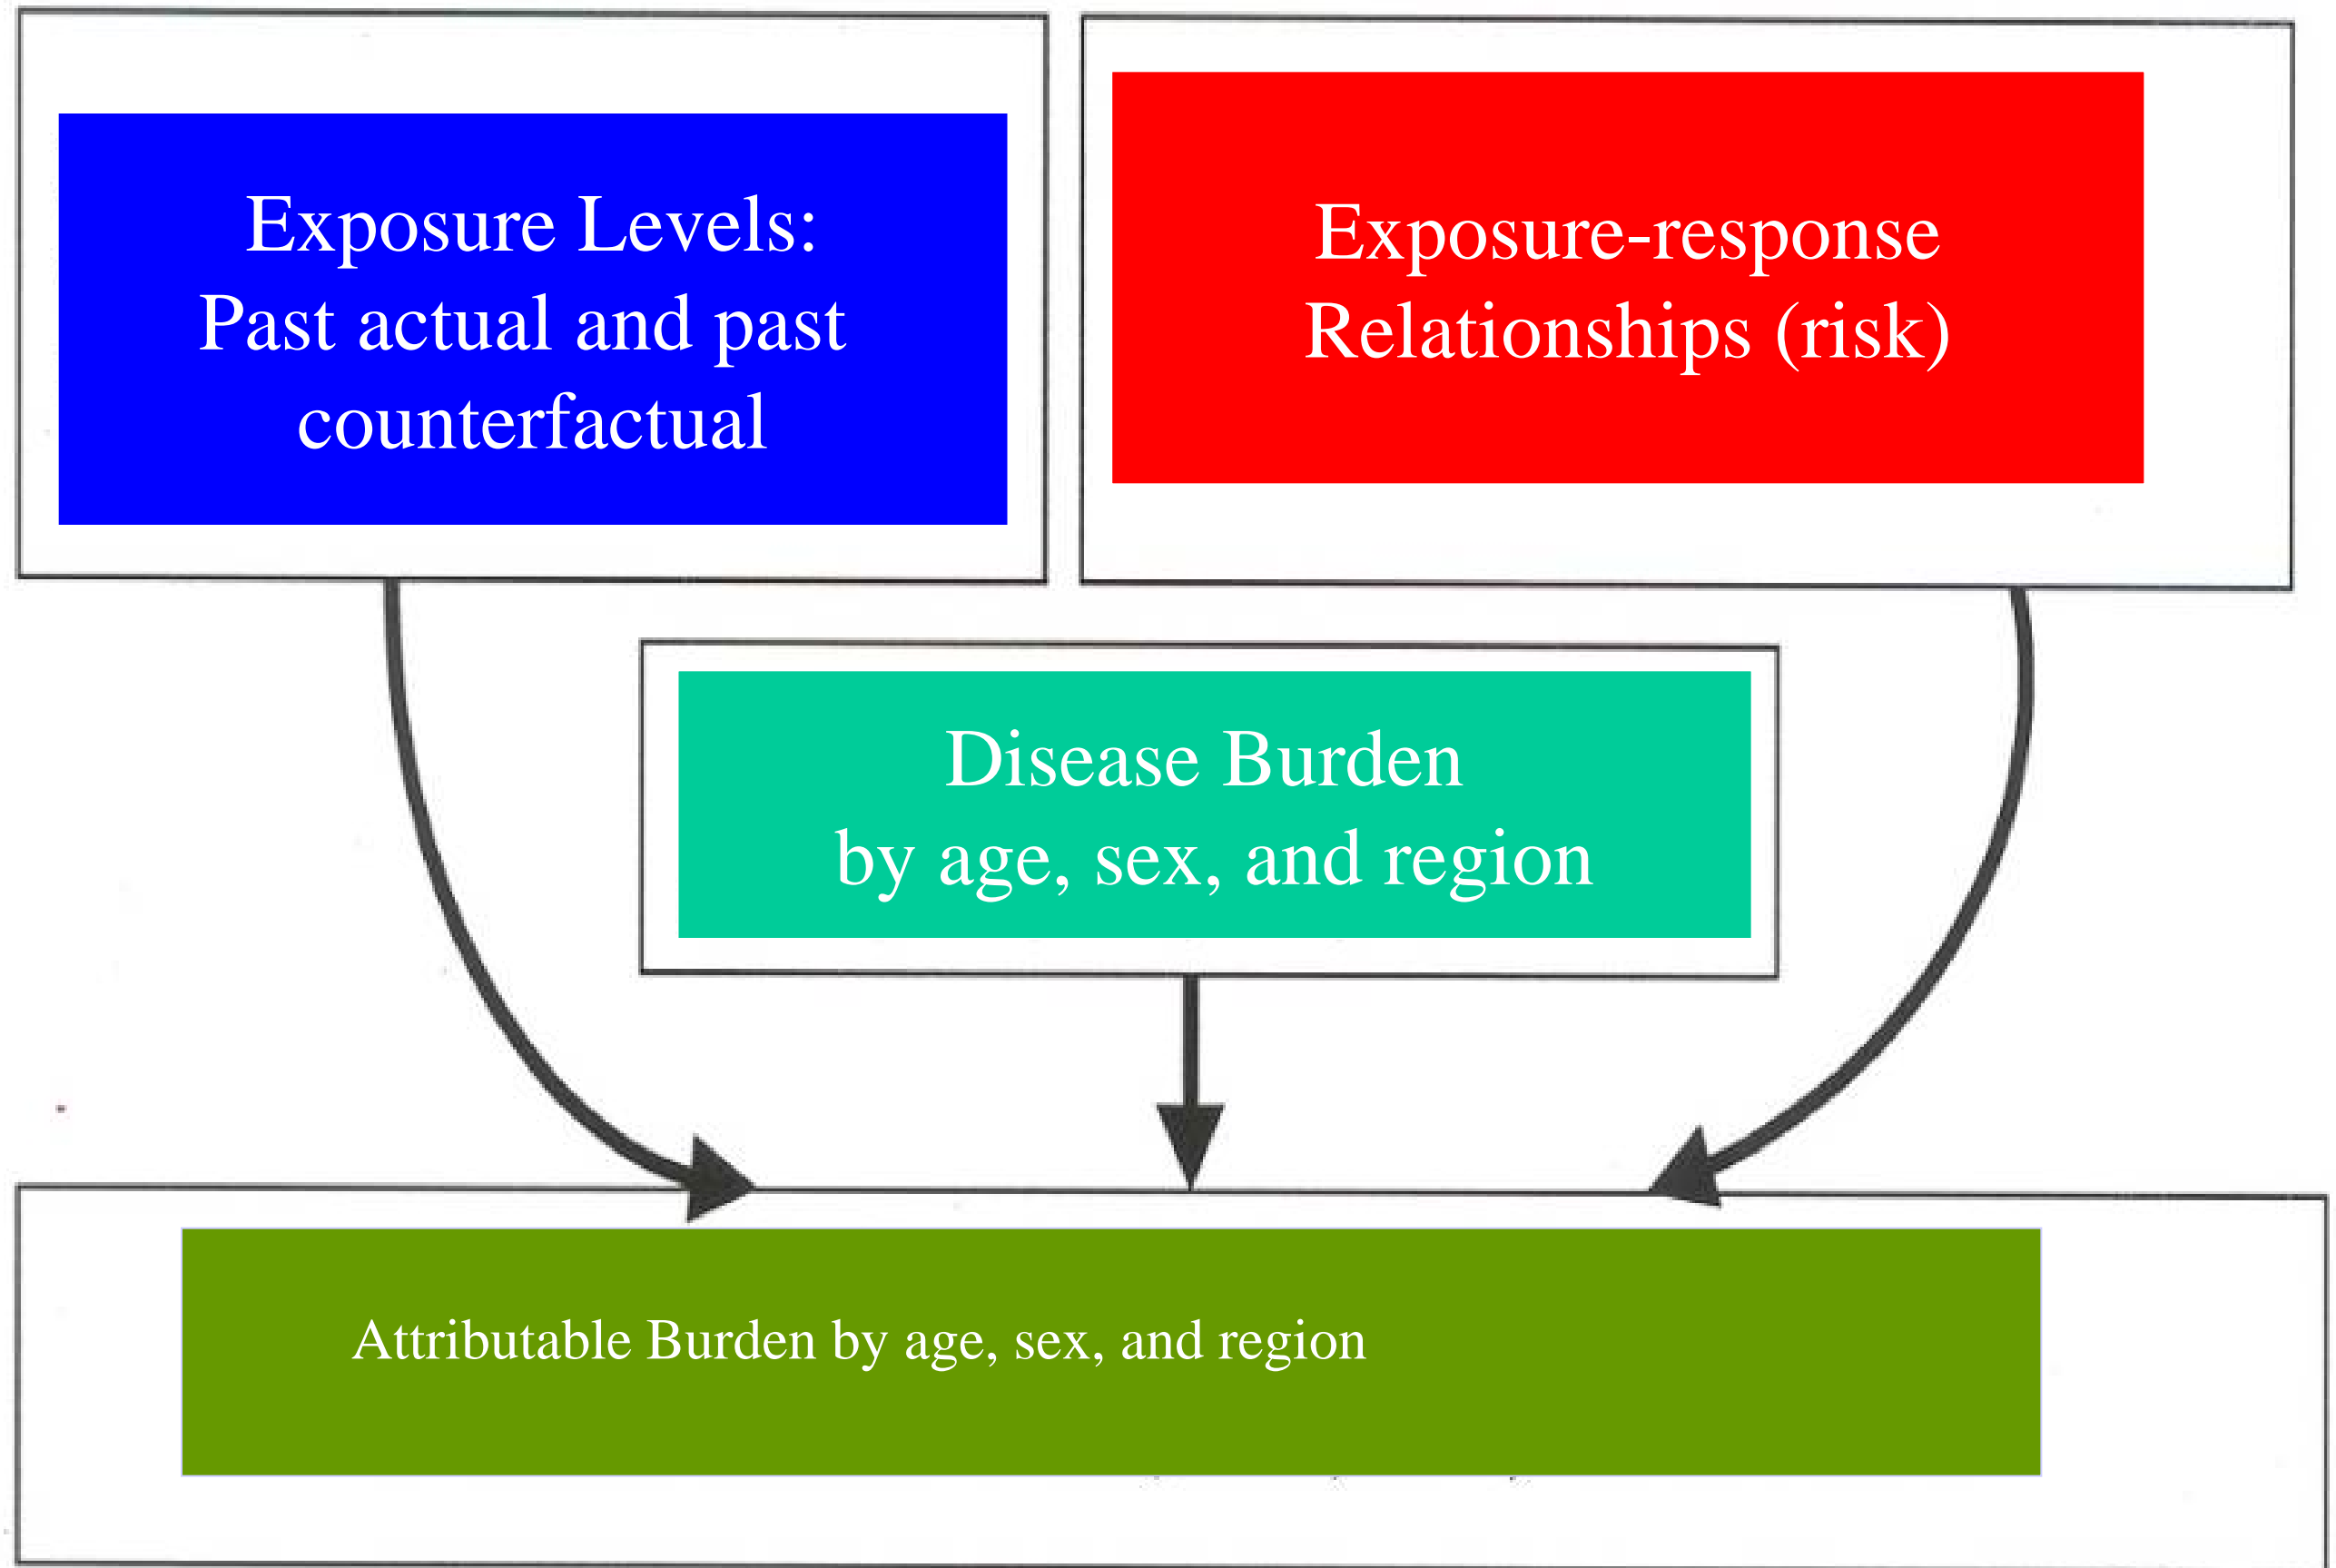 Exposure Levels:
Past actual and past
counterfactual
Exposure-response
Relationships (risk)
Disease Burden
by age, sex, and region
Attributable Burden by age, sex, and region